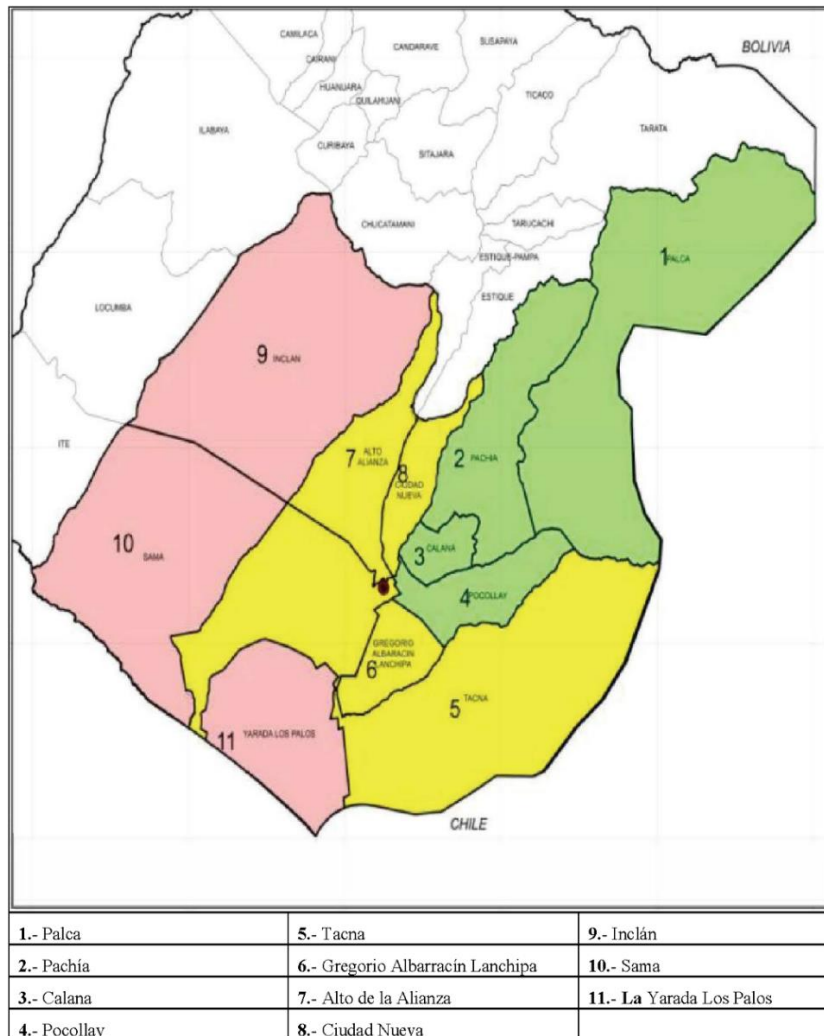 CAMILACA
CANDARAVE
SUSAPAYA
BOLIVIA
CAIRANI
HUANUARA
QUILAHUANI
TICACO
ILABAYA
CURIBAYA
SITAJARA
TARATA
CHUCATAMANI
TARUCACHI
1 PALCA
ESTIQUE-PAMPA
ESTIQUE
LOCUMBA
9 INCLAN
ITE
7 ALTO
ALIANZA
8
CIUDAD
NUEVA
2 PACHIA
10 SAMA
3 CALANA
4 POCOLLAY
GREGORIO
ALBARACIN
LANCHIPA
6
5 TACNA
11 YARADA LOS PALOS
CHILE
1.- Palca 5.- Tacna 9.- Inclán
2.- Pachía 6.- Gregorio Albarracín Lanchipa 10.- Sama
3.- Calana 7.- Alto de la Alianza 11.- La Yarada Los Palos
4.- Pocollay 8.- Ciudad Nueva